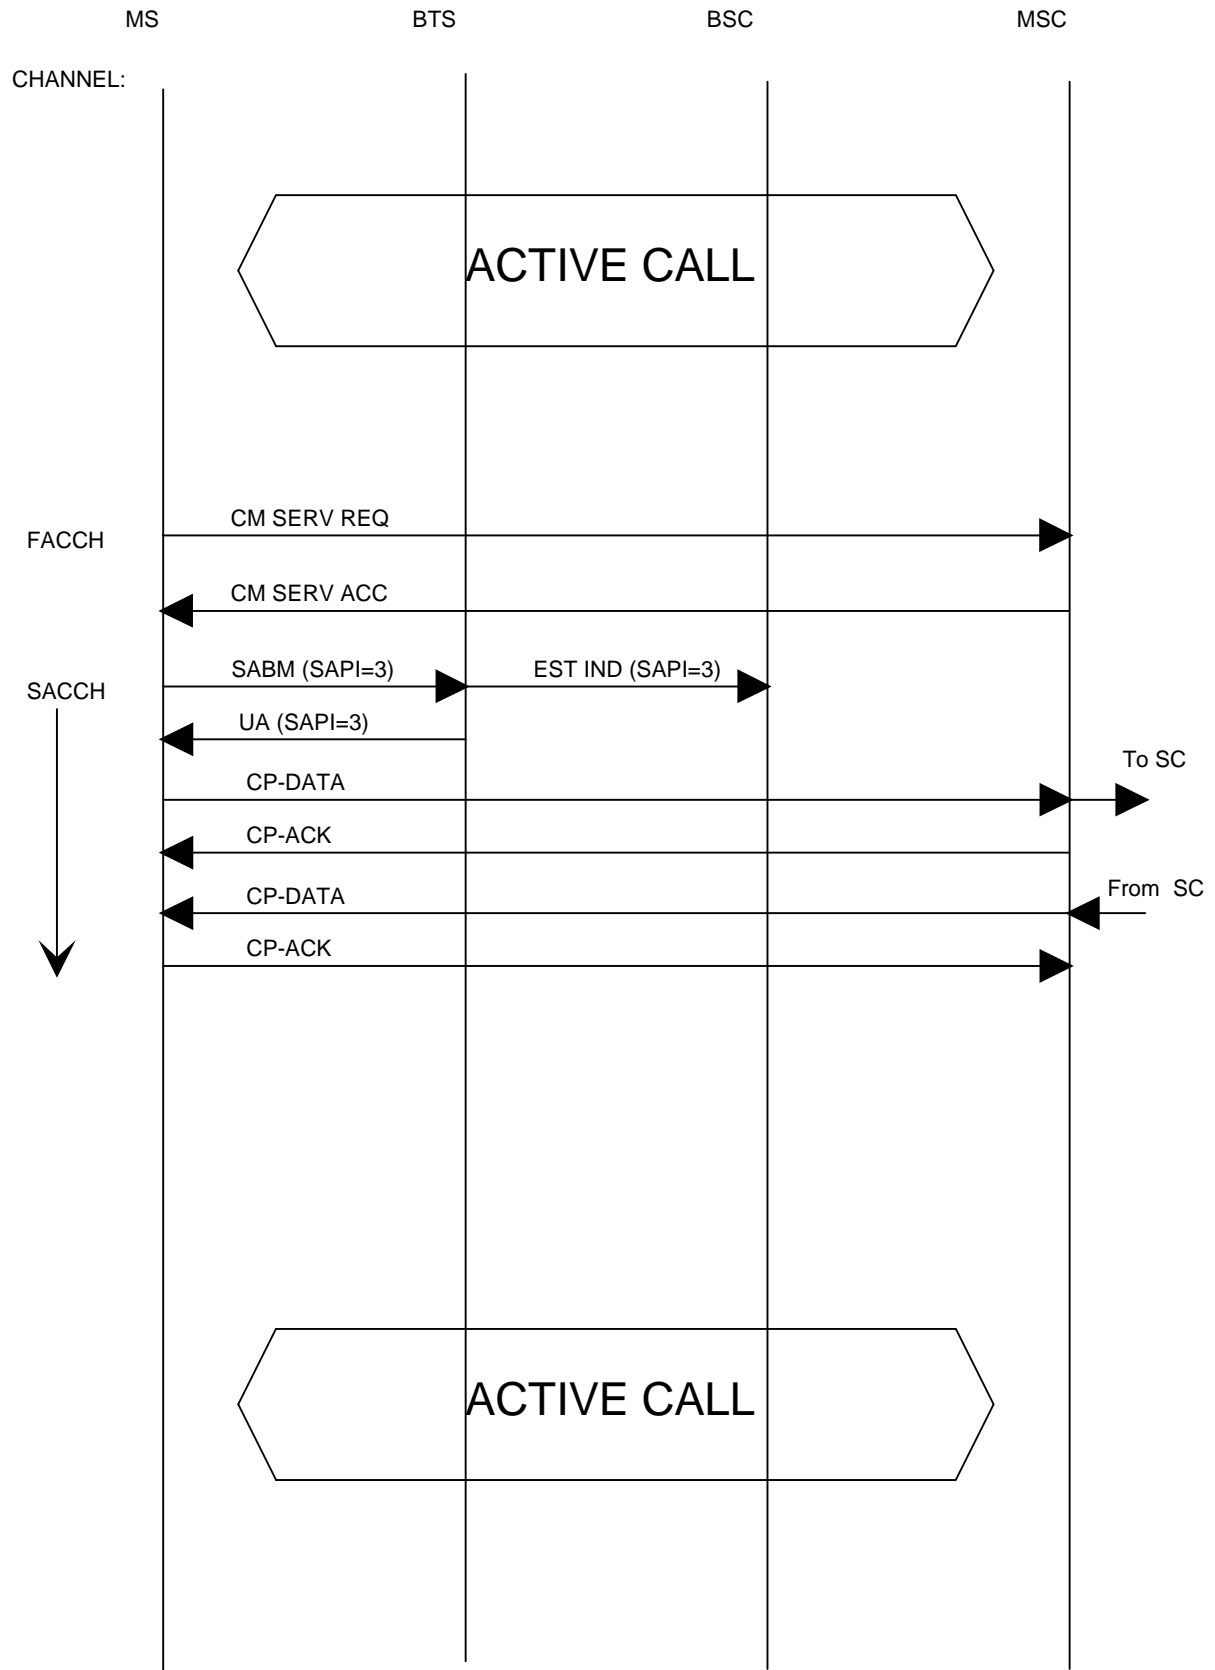 MS BTS BSC MSC
CHANNEL:
ACTIVE CALL
CM SERV REQ
FACCH
CM SERV ACC
SABM (SAPI=3) EST IND (SAPI=3)
SACCH
UA (SAPI=3)
To SC
CP-DATA
CP-ACK
From SC
CP-DATA
CP-ACK
ACTIVE CALL